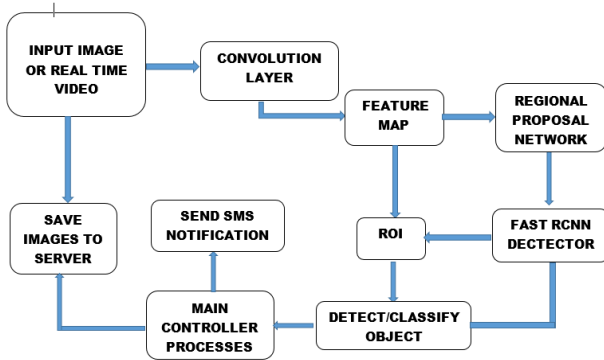 INPUT IMAGE
OR REAL TIME
VIDEO
CONVOLUTION
LAYER
FEATURE
MAP
REGIONAL
PROPOSAL
NETWORK
SAVE
IMAGES TO
SERVER
SEND SMS
NOTIFICATION
ROI
FAST RCNN
DECTECTOR
MAIN
CONTROLLER
PROCESSES
DETECT/CLASSIFY
OBJECT